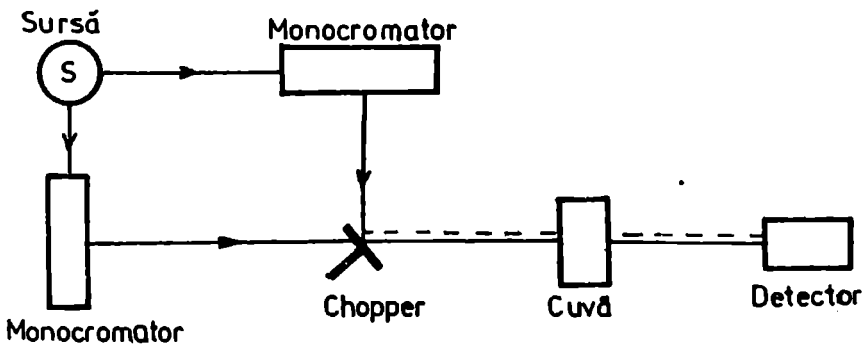 Sursă
S
Monocromator
Monocromator
Chopper
Cuvă
Detector